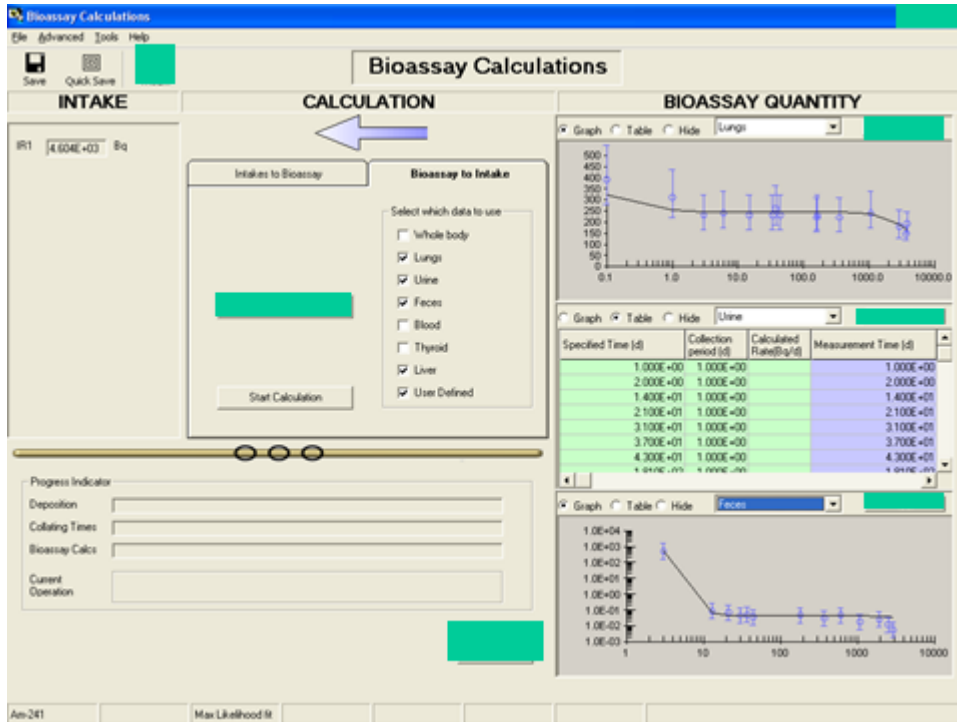 Bioassay Calculations
File Advanced Tools Help
Save Quick Save
Bioassay Calculations
INTAKE CALCULATION BIOASSAY QUANTITY
IR1 4.604E+03 Bq
Intakes to Bioassay Bioassay to Intake
Select which data to use
Whole body
Lungs
Urine
Feces
Blood
Thyroid
Liver
User Defined
Start Calculation
Graph Table Hide Lungs
500
450
400
350
300
250
200
150
100
50
0
0.1 1.0 10.0 100.0 1000.0 10000.0
Graph Table Hide Urine
Specified Time (d) Collection period (d) Calculated Rate(Bq/d) Measurement Time (d)
1.000E+00 1.000E+00 1.000E+00
2.000E+00 1.000E+00 2.000E+00
1.400E+01 1.000E+00 1.400E+01
2.100E+01 1.000E+00 2.100E+01
3.100E+01 1.000E+00 3.100E+01
3.700E+01 1.000E+00 3.700E+01
4.300E+01 1.000E+00 4.300E+01
Progress Indicator
Deposition
Collating Times
Bioassay Calcs
Current
Operation
Graph Table Hide Feces
1.0E+04
1.0E+03
1.0E+02
1.0E+01
1.0E+00
1.0E-01
1.0E-02
1.0E-03
1 10 100 1000 10000
Am-241 Max Likelihood fit